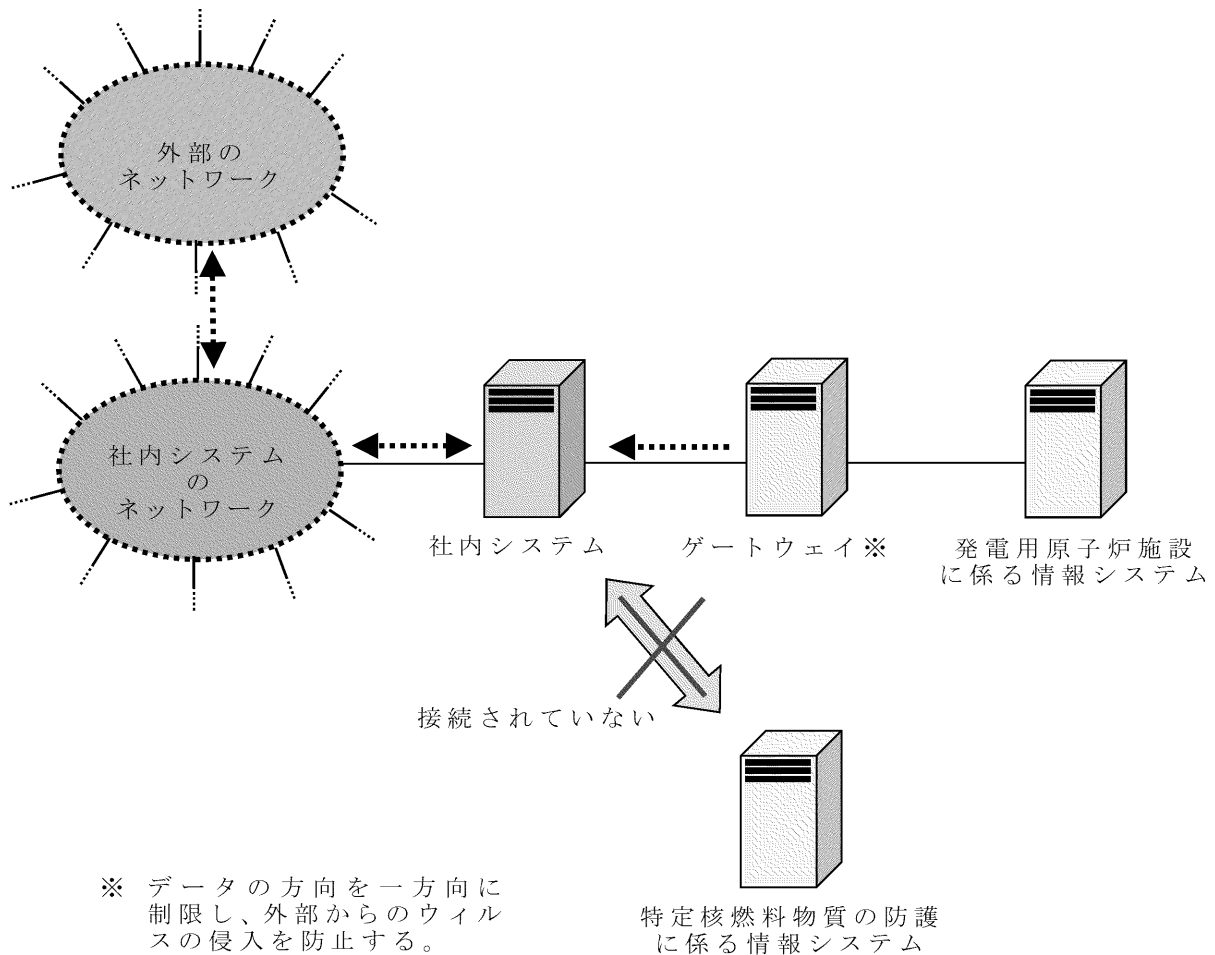 外部の
ネットワーク
社内システム
の
ネットワーク
社内システム
ゲートウェイ※
発電用原子炉施設
に係る情報システム
接続されていない
特定核燃料物質の防護
に係る情報システム
※ データの方向を一方向に
制限し、外部からのウィル
スの侵入を防止する。